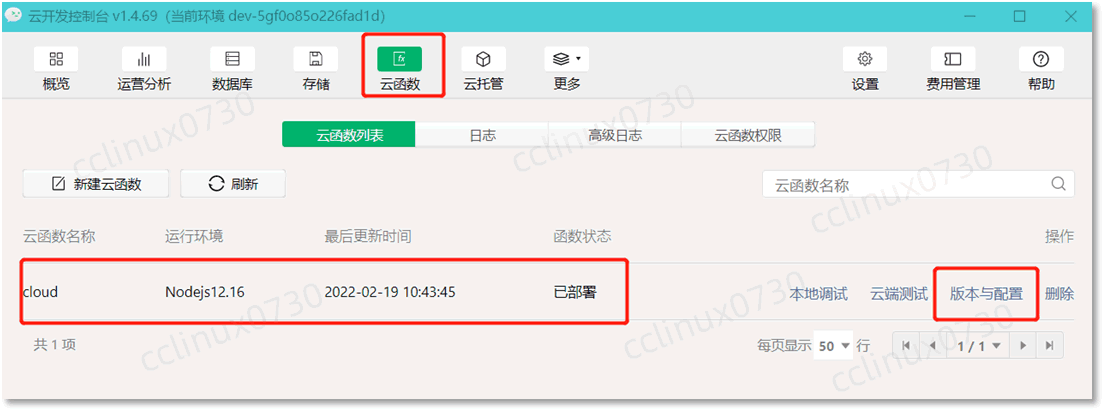 云开发控制台 v1.4.69（当前环境 dev-5gf0o85o226fad1d）
概览 运营分析 数据库 存储 云函数 云托管 更多 设置 费用管理 帮助
云函数列表 日志 高级日志 云函数权限
新建云函数 刷新 云函数名称
云函数名称 运行环境 最后更新时间 函数状态 操作
cloud Nodejs12.16 2022-02-19 10:43:45 已部署 本地调试 云端测试 版本与配置 删除
共 1 项 每页显示 50 行 1 / 1
cclinux0730
cclinux0730
cclinux0730
cclinux0730
cclinux0730
cclinux0730